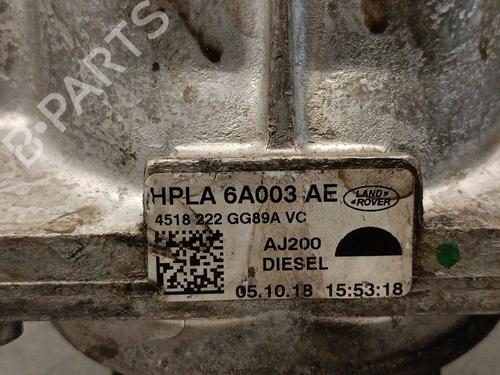 B-PARTS
HPLA 6A003 AE
LAND
ROVER
4518 222 GG89A VC
AJ200
DIESEL
05.10.18 15:53:18